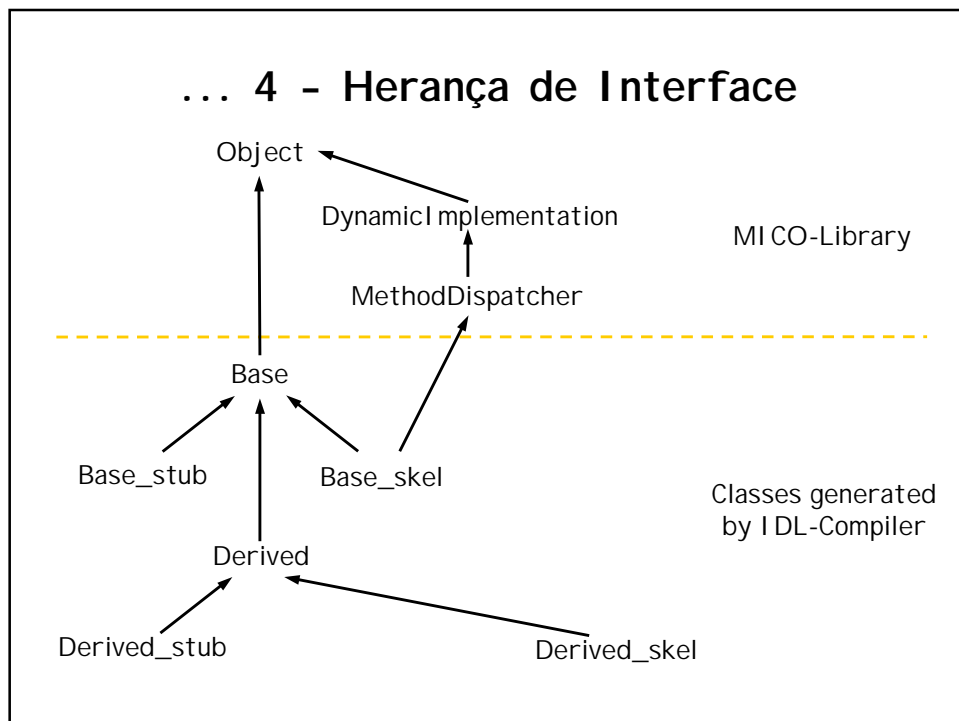 ... 4 - Herança de Interface
Object
DynamicImplementation
MICO-Library
MethodDispatcher
Base
Base_stub
Base_skel
Classes generated
by IDL-Compiler
Derived
Derived_stub
Derived_skel